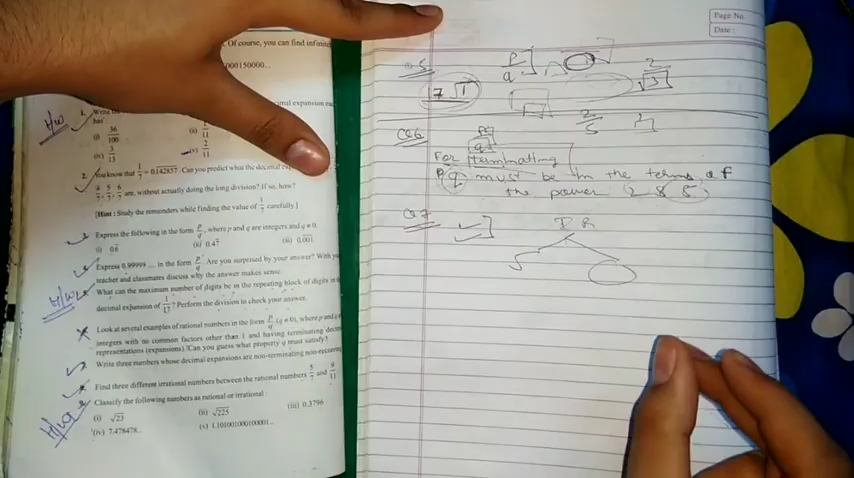 . Of course, you can find infinite
000150000...
H/W
1. Write the
has:
(i) 36/100
(ii) 1/11
(iv) 3/13
(v) 2/11
2. You know that 1/7 = 0.142857. Can you predict what the decimal
4/7, 5/7, 6/7 are, without actually doing the long division? If so, how?
[Hint : Study the remainders while finding the value of 1/7 carefully.]
Express the following in the form p/q, where p and q are integers and q ≠ 0.
(i) 0.6
(ii) 0.47
(iii) 0.001
Express 0.99999 .... in the form p/q. Are you surprised by your answer? With your
teacher and classmates discuss why the answer makes sense.
H/W
What can the maximum number of digits be in the repeating block of digits in
decimal expansion of 1/17? Perform the division to check your answer.
Look at several examples of rational numbers in the form p/q (q ≠ 0), where p and q
integers with no common factors other than 1 and having terminating decimal
representations (expansions). Can you guess what property q must satisfy?
Write three numbers whose decimal expansions are non-terminating non-recurring
Find three different irrational numbers between the rational numbers 5/7 and 9/11
H/W
Classify the following numbers as rational or irrational :
(i) √23
(ii) √225
(iii) 0.3796
(iv) 7.478478...
(v) 1.101001000100001...
Page No.
Date :
Q5
p/q
17
2/√3
2/5
Q6
p/q
For terminating
q must be in the terms of
the power 2 & 5
Q7
I R